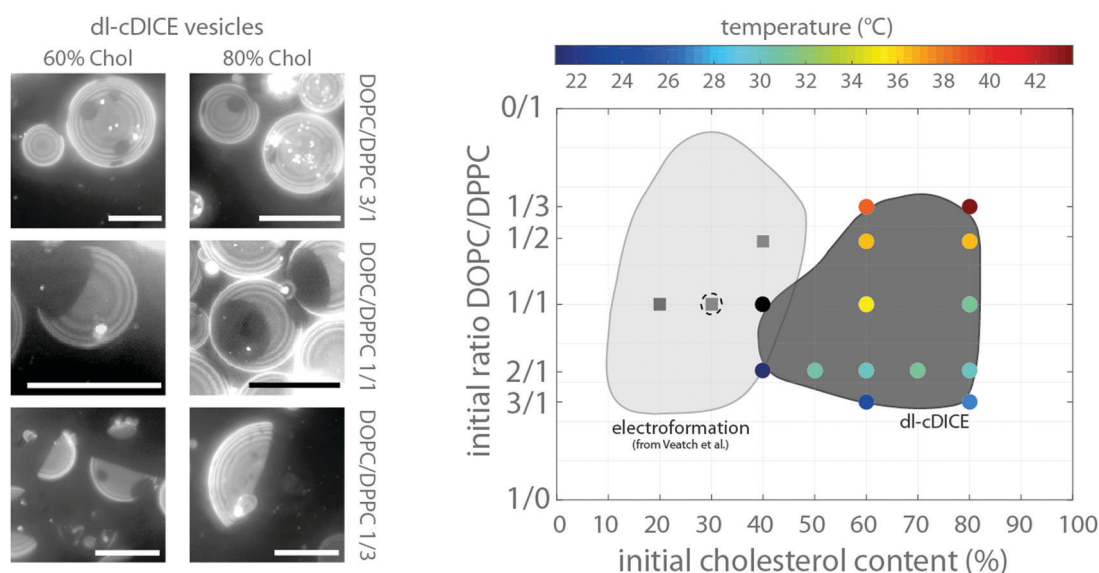 dl-cDICE vesicles
60% Chol 80% Chol
DOPC/DPPC 3/1
DOPC/DPPC 1/1
DOPC/DPPC 1/3
temperature (°C)
22 24 26 28 30 32 34 36 38 40 42
initial ratio DOPC/DPPC
0/1
1/3
1/2
1/1
2/1
3/1
1/0
electroformation
(from Veatch et al.)
dl-cDICE
0 10 20 30 40 50 60 70 80 90 100
initial cholesterol content (%)